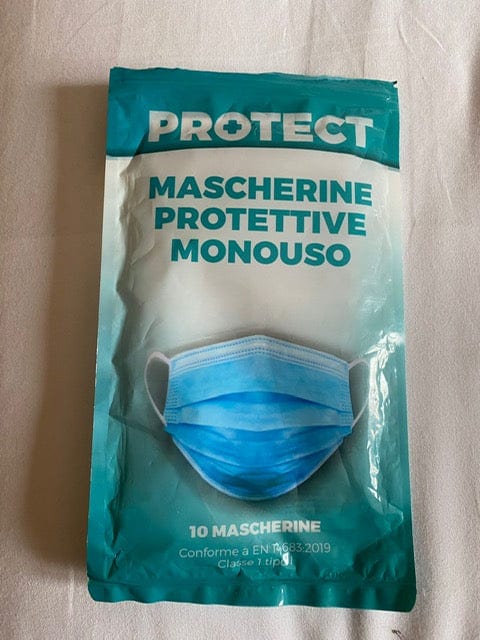 PROTECT
MASCHERINE
PROTETTIVE
MONOUSO
10 MASCHERINE
Conforme a EN 14683:2019
Classe 1 tipo I